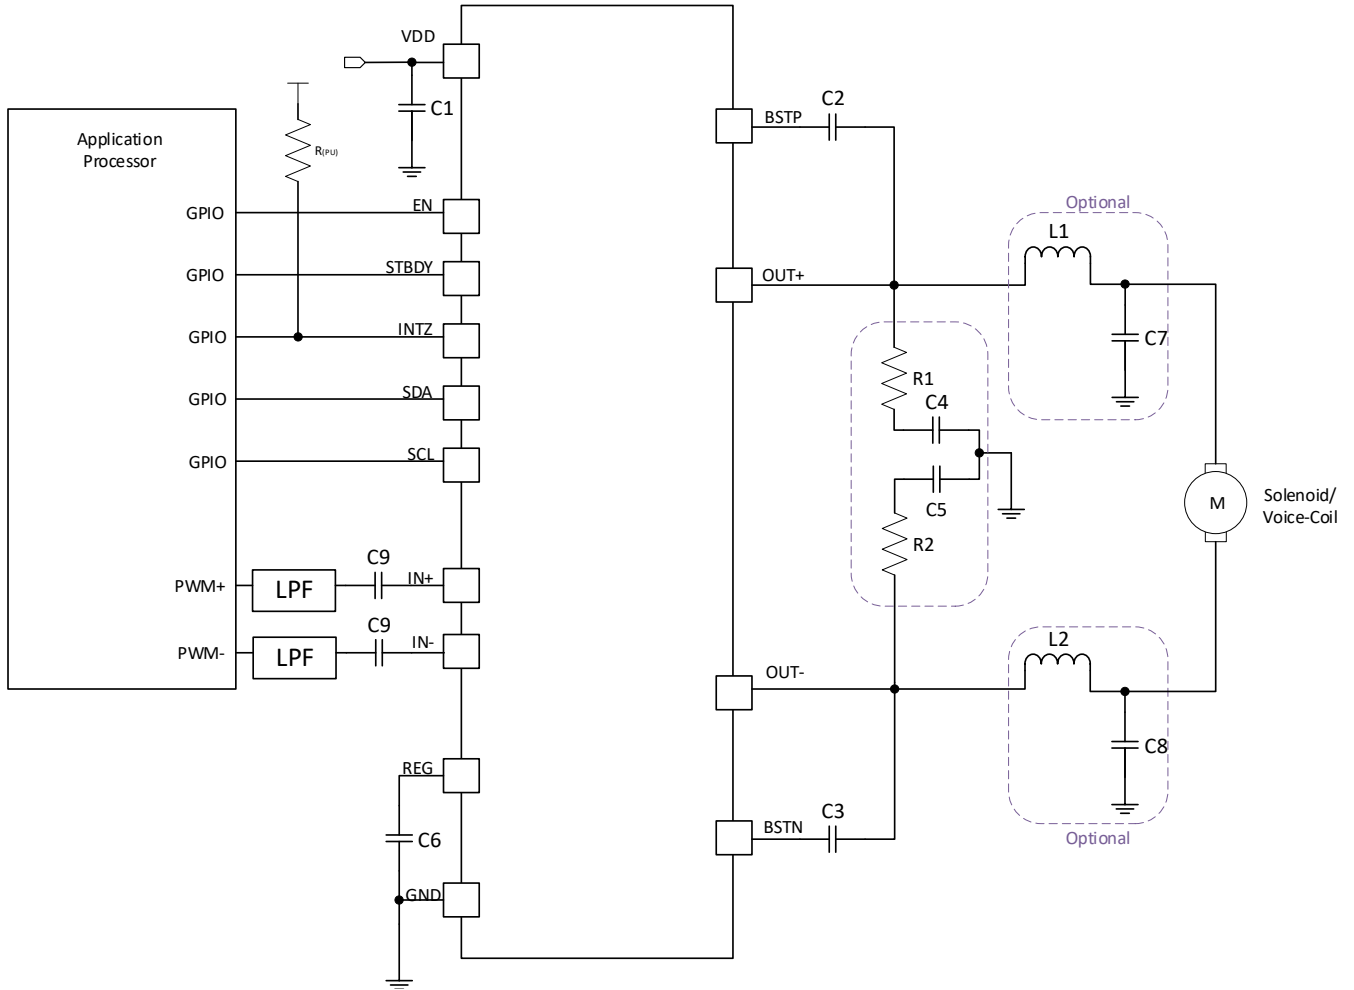 VDD
C1
Application
Processor
R(PU)
GPIO
EN
GPIO
STBDY
GPIO
INTZ
GPIO
SDA
GPIO
SCL
PWM+
LPF
C9
IN+
PWM-
LPF
C9
IN-
REG
C6
GND
BSTP
C2
OUT+
Optional
L1
C7
R1
C4
C5
R2
M
Solenoid/
Voice-Coil
OUT-
L2
C8
Optional
BSTN
C3